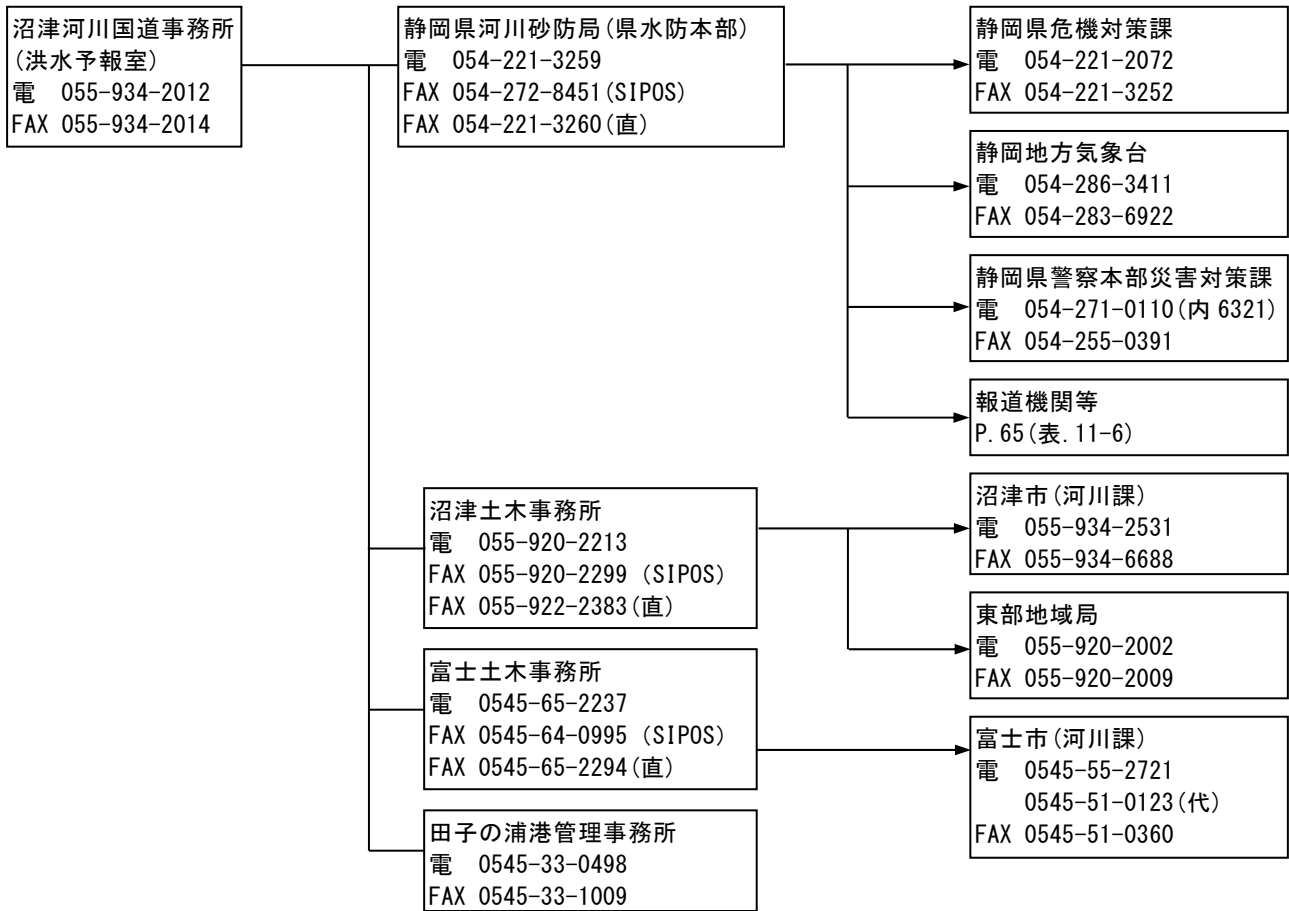 沼津河川国道事務所
(洪水予報室)
電 055-934-2012
FAX 055-934-2014
静岡県河川砂防局(県水防本部)
電 054-221-3259
FAX 054-272-8451(SIPOS)
FAX 054-221-3260(直)
静岡県危機対策課
電 054-221-2072
FAX 054-221-3252
静岡地方気象台
電 054-286-3411
FAX 054-283-6922
静岡県警察本部災害対策課
電 054-271-0110(内 6321)
FAX 054-255-0391
報道機関等
P.65(表.11-6)
沼津土木事務所
電 055-920-2213
FAX 055-920-2299 (SIPOS)
FAX 055-922-2383(直)
沼津市(河川課)
電 055-934-2531
FAX 055-934-6688
東部地域局
電 055-920-2002
FAX 055-920-2009
富士土木事務所
電 0545-65-2237
FAX 0545-64-0995 (SIPOS)
FAX 0545-65-2294(直)
富士市(河川課)
電 0545-55-2721
0545-51-0123(代)
FAX 0545-51-0360
田子の浦港管理事務所
電 0545-33-0498
FAX 0545-33-1009